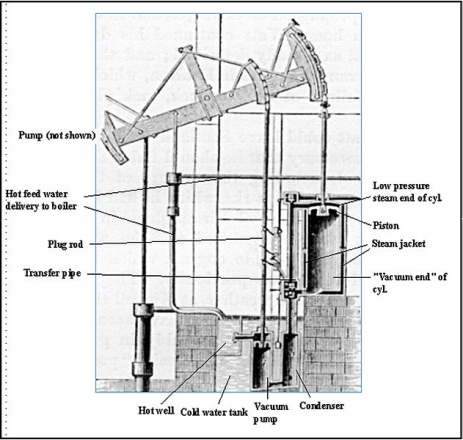 Pump (not shown)
Hot feed water
delivery to boiler
Plug rod
Transfer pipe
Low pressure
steam end of cyl.
Piston
Steam jacket
"Vacuum end" of
cyl.
Hot well
Cold water tank
Vacuum
pump
Condenser